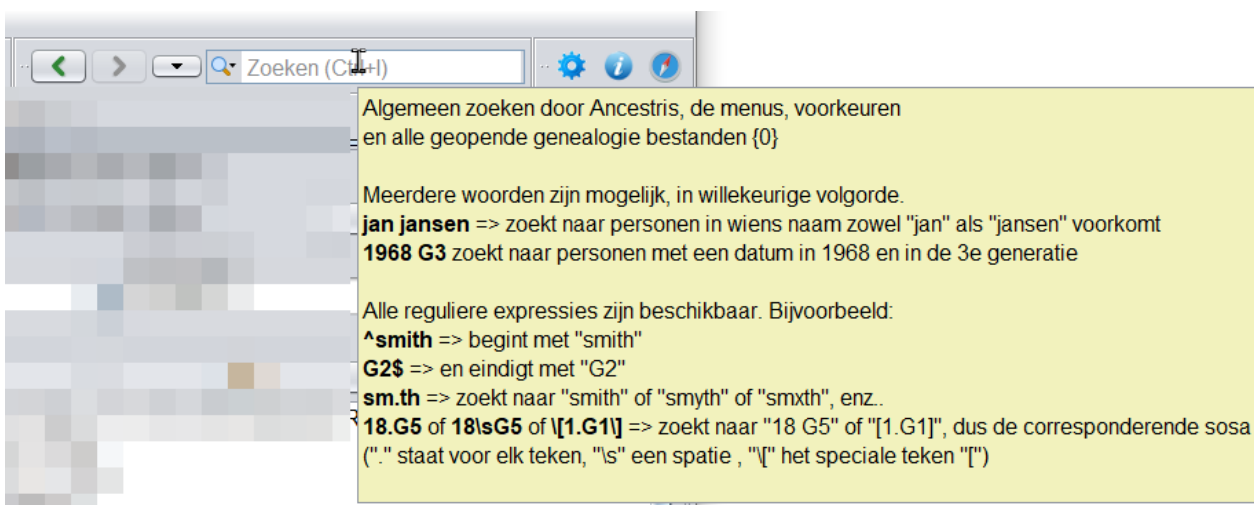 Zoeken (Ctrl+I)
Algemeen zoeken door Ancestris, de menus, voorkeuren
en alle geopende genealogie bestanden {0}
Meerdere woorden zijn mogelijk, in willekeurige volgorde.
jan jansen => zoekt naar personen in wiens naam zowel "jan" als "jansen" voorkomt
1968 G3 zoekt naar personen met een datum in 1968 en in de 3e generatie
Alle reguliere expressies zijn beschikbaar. Bijvoorbeeld:
^smith => begint met "smith"
G2$ => en eindigt met "G2"
sm.th => zoekt naar "smith" of "smyth" of "smxth", enz..
18.G5 of 18\sG5 of \[1.G1\] => zoekt naar "18 G5" of "[1.G1]", dus de corresponderende sosa
("." staat voor elk teken, "\s" een spatie , "\[" het speciale teken "[")